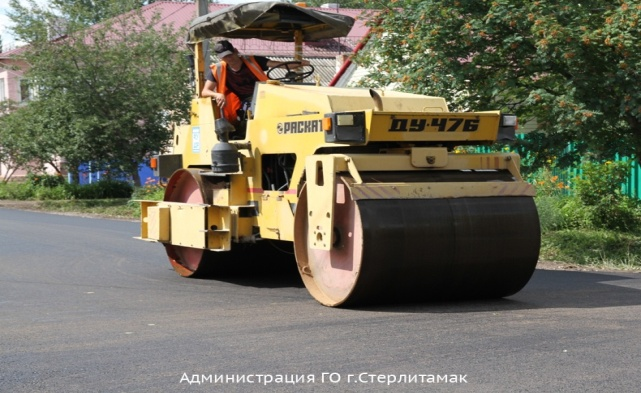 РАСКАТ
ДУ-47Б
Администрация ГО г.Стерлитамак